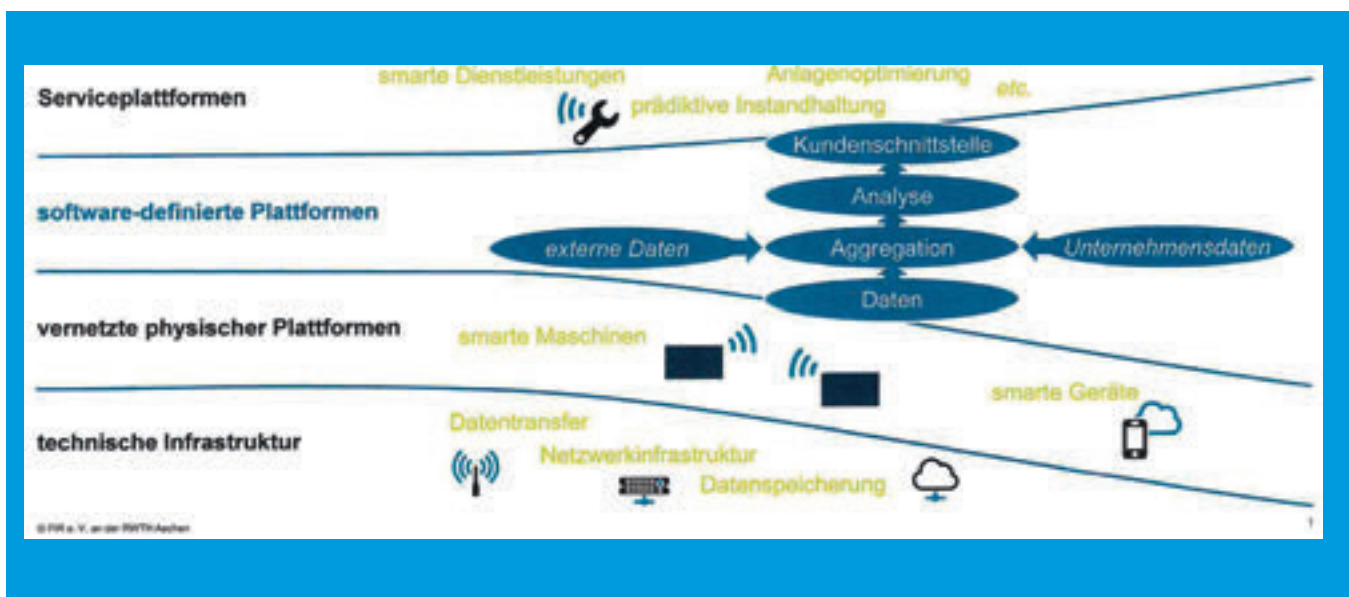 smarte Dienstleistungen
Anlagenoptimierung
etc.
Serviceplattformen
prädiktive Instandhaltung
Kundenschnittstelle
Analyse
software-definierte Plattformen
externe Daten
Aggregation
Unternehmensdaten
Daten
vernetzte physischer Plattformen
smarte Maschinen
smarte Geräte
Datentransfer
technische Infrastruktur
Netzwerkinfrastruktur
Datenspeicherung
© FIR e. V. an der RWTH Aachen
1